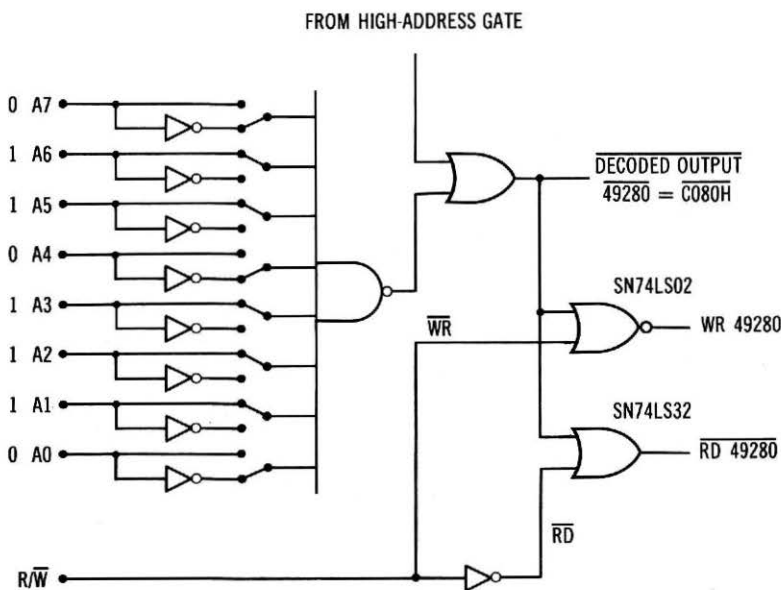 FROM HIGH-ADDRESS GATE
0 A7
1 A6
1 A5
0 A4
1 A3
1 A2
1 A1
0 A0
R/W̅
DECODED OUTPUT
49280 = C080H
SN74LS02
WR
WR 49280
SN74LS32
RD 49280
RD